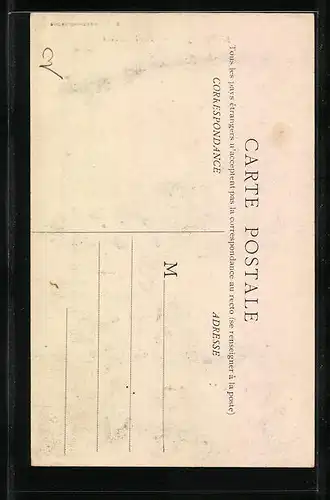 CARTE POSTALE
Tous les pays étrangers n'acceptent pas la correspondance au recto (se renseigner à la poste)
CORRESPONDANCE
ADRESSE
M